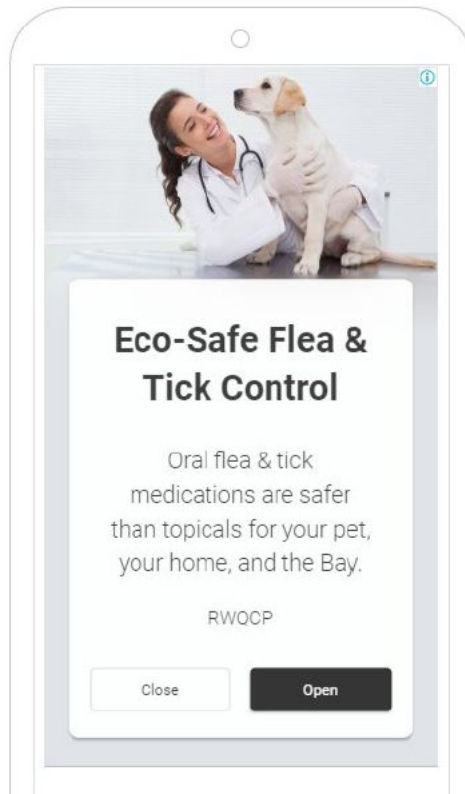 Eco-Safe Flea &
Tick Control
Oral flea & tick
medications are safer
than topicals for your pet,
your home, and the Bay.
RWQCP
Close
Open